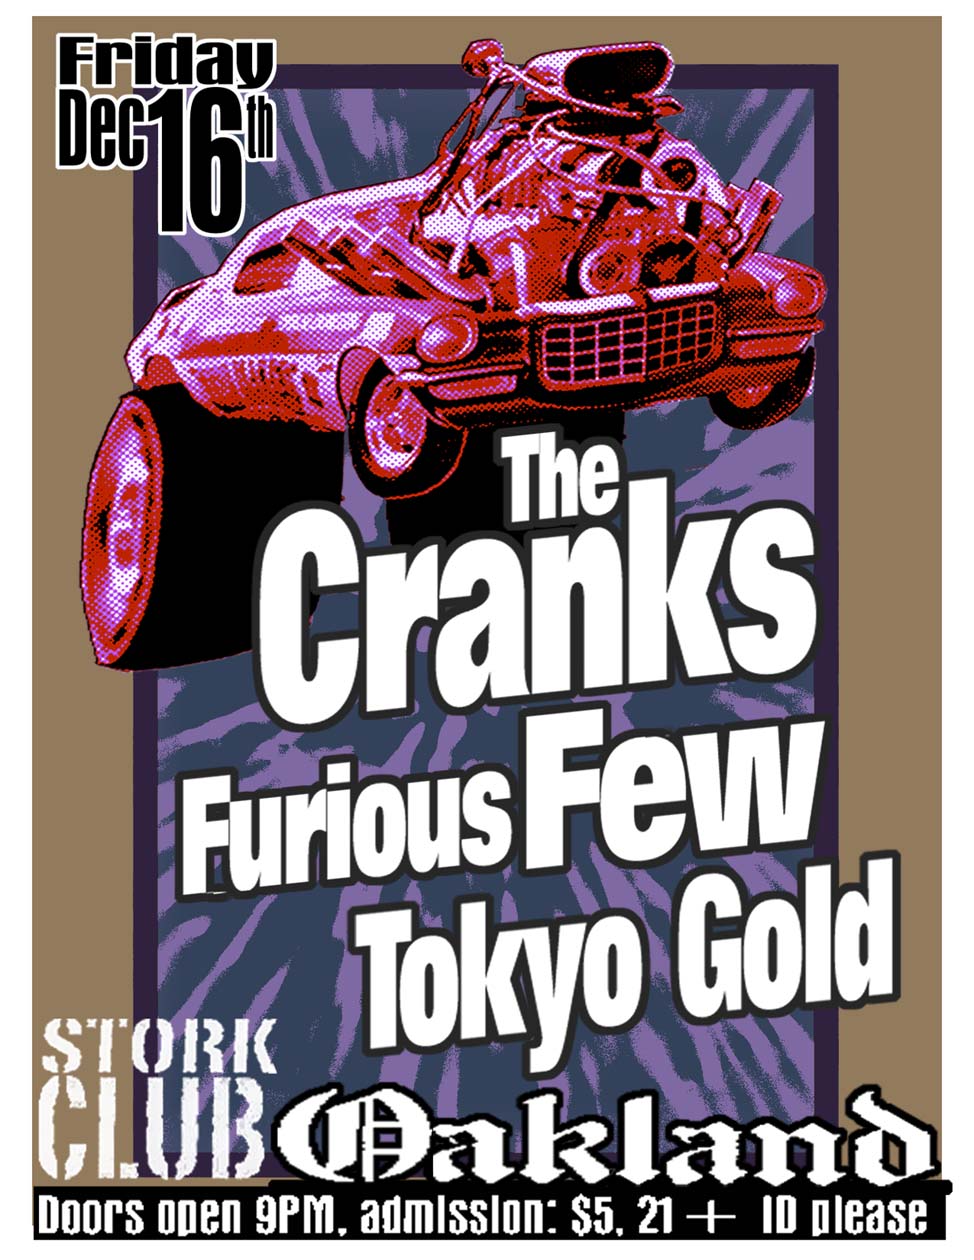 Friday
Dec 16th
The
Cranks
Furious Few
Tokyo Gold
STORK
CLUB Oakland
Doors open 9PM, admission: $5, 21 + ID please